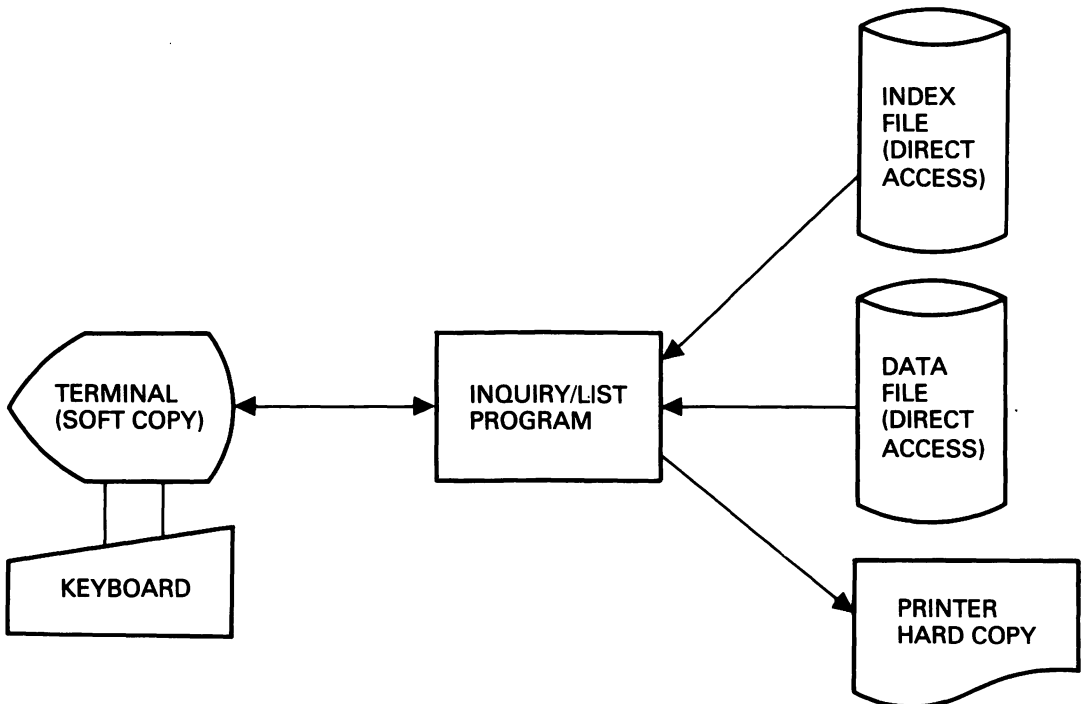 INDEX
FILE
(DIRECT
ACCESS)
TERMINAL
(SOFT COPY)
INQUIRY/LIST
PROGRAM
DATA
FILE
(DIRECT
ACCESS)
KEYBOARD
PRINTER
HARD COPY